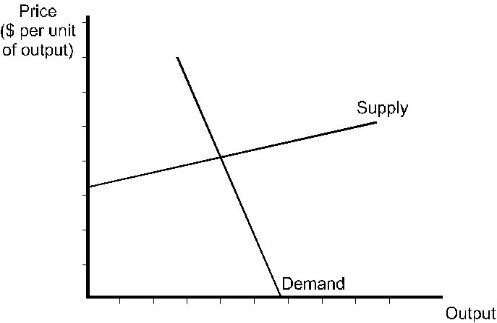 Price
($ per unit
of output)
Supply
Demand
Output